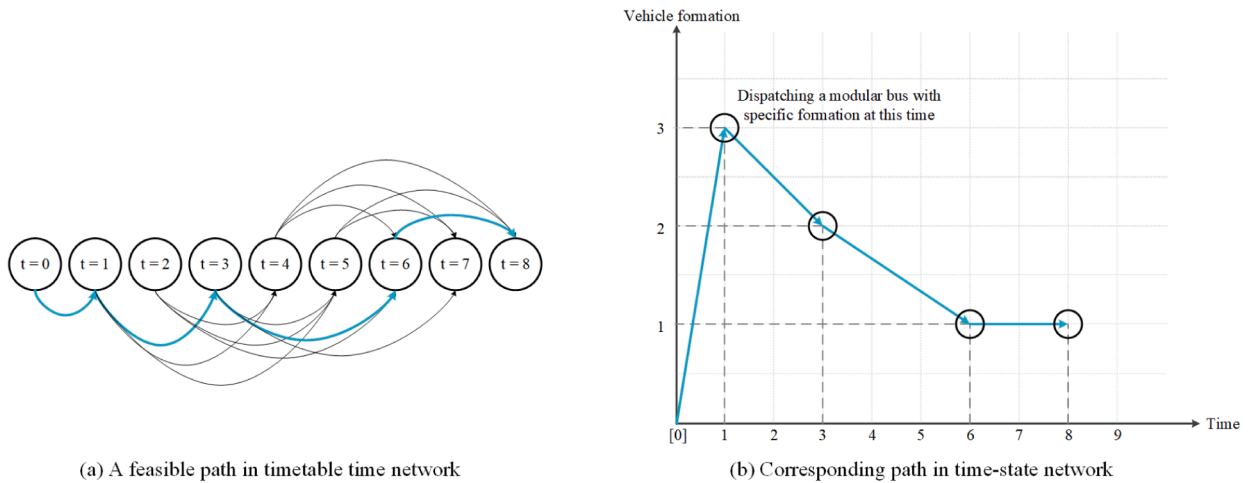 t = 0
t = 1
t = 2
t = 3
t = 4
t = 5
t = 6
t = 7
t = 8
(a) A feasible path in timetable time network
Vehicle formation
Dispatching a modular bus with
specific formation at this time
3
2
1
[0]
1
2
3
4
5
6
7
8
9
Time
(b) Corresponding path in time-state network